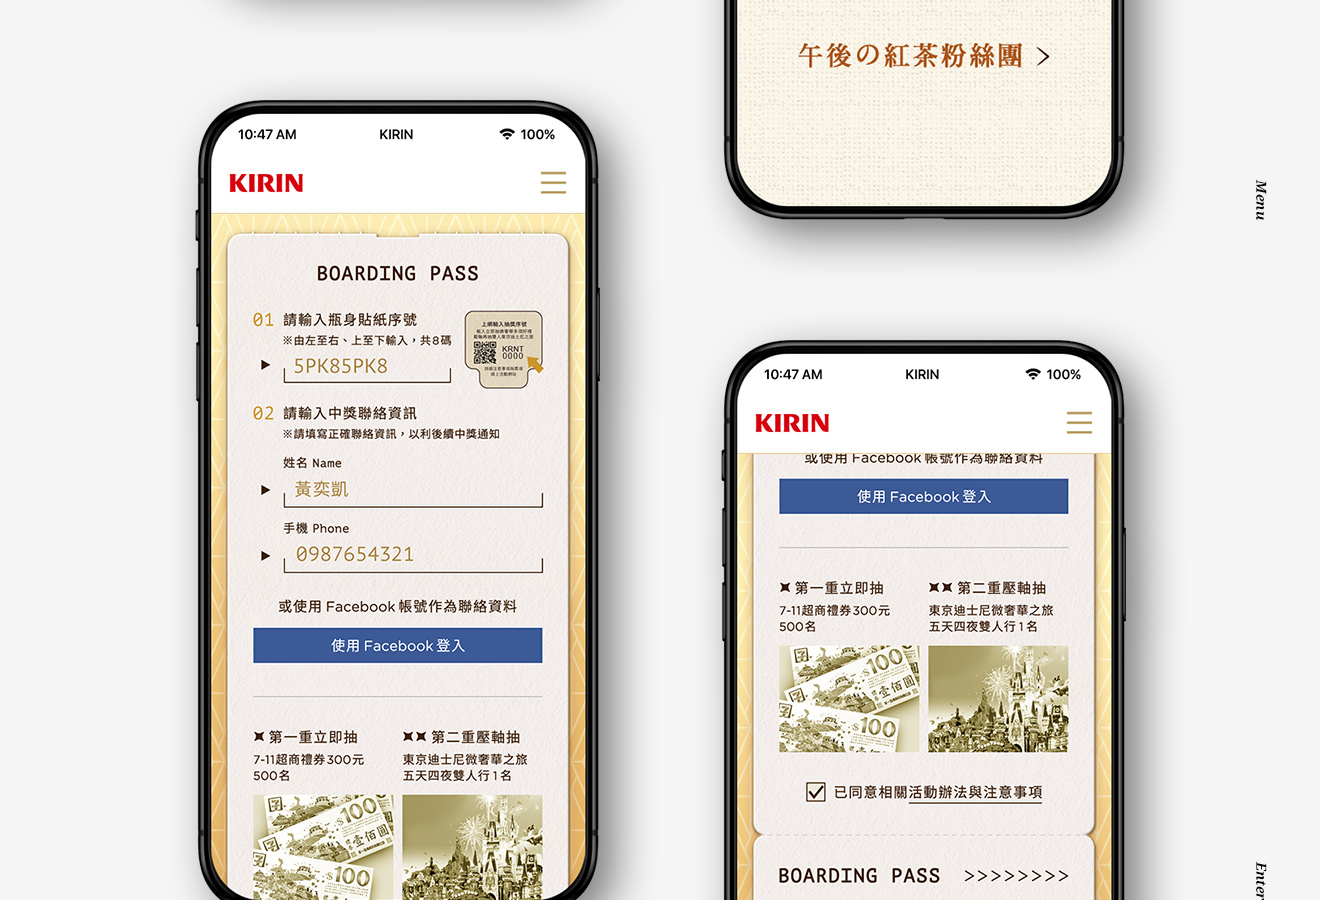 午後の紅茶粉絲團
10:47 AM
KIRIN
100%
KIRIN
BOARDING PASS
01 請輸入瓶身貼紙序號
※由左至右、上至下輸入，共8碼
5PK85PK8
上網輸入抽獎序號
KRNT
0000
02 請輸入中獎聯絡資訊
※請填寫正確聯絡資訊，以利後續中獎通知
姓名 Name
黃奕凱
手機 Phone
0987654321
或使用 Facebook 帳號作為聯絡資料
使用 Facebook 登入
第一重立即抽
7-11超商禮券300元
500名
第二重壓軸抽
東京迪士尼微奢華之旅
五天四夜雙人行1名
$100
壹佰圓
$100
10:47 AM
KIRIN
100%
KIRIN
或使用 Facebook 帳號作為聯絡資料
使用 Facebook 登入
第一重立即抽
7-11超商禮券300元
500名
第二重壓軸抽
東京迪士尼微奢華之旅
五天四夜雙人行1名
$100
壹佰圓
$100
已同意相關活動辦法與注意事項
BOARDING PASS >>>>>>>>
Menu
Enter